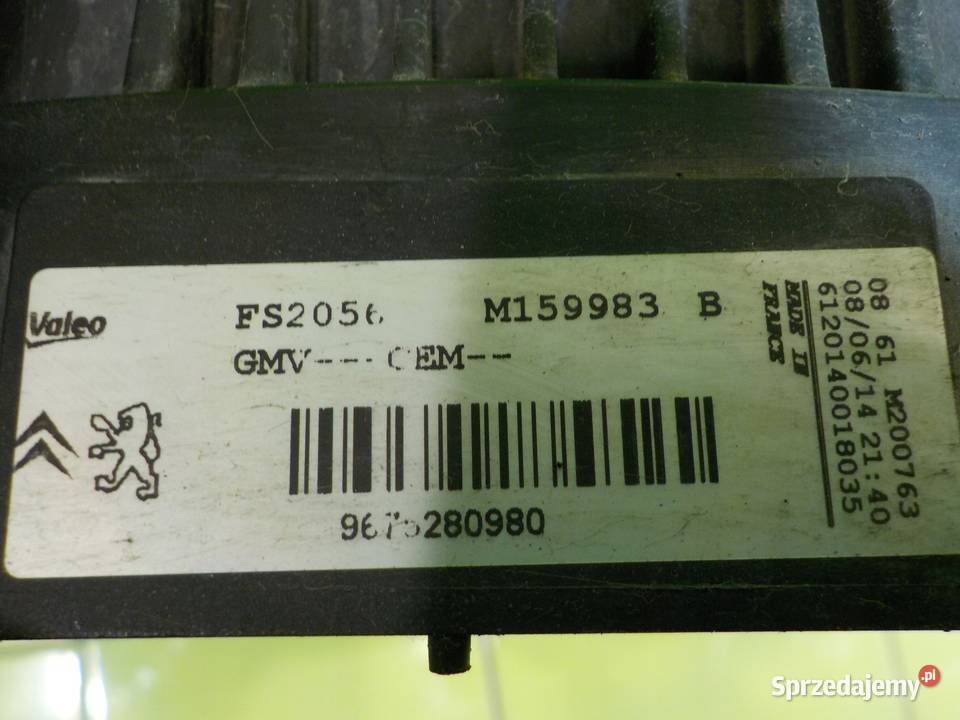 Valeo
FS2056 M159983 B
GMV--- CEM--
9675280980
MADE IN
FRANCE
08 61 M200763
08/06/14 21:40
6120140018035
Sprzedajemy.pl